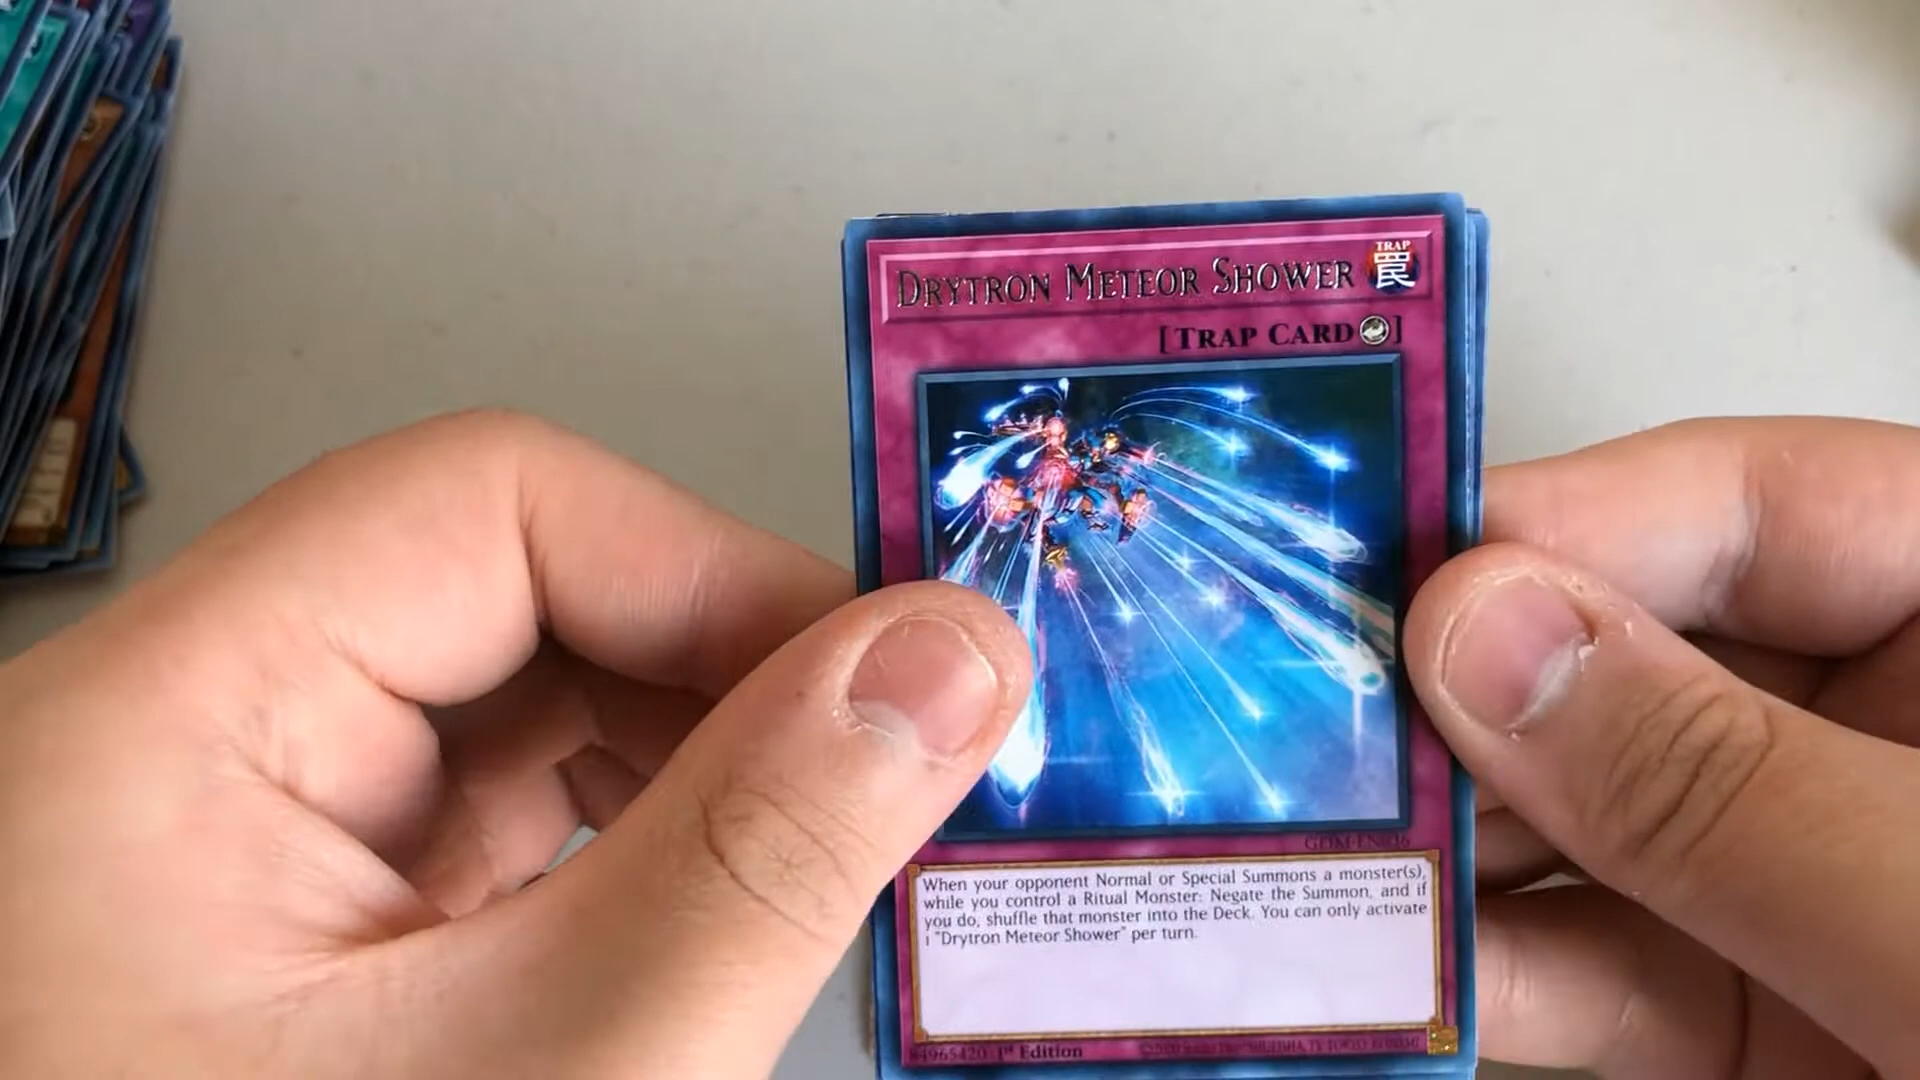 DRYTRON METEOR SHOWER
TRAP
罠
[TRAP CARD]
When your opponent Normal or Special Summons a monster(s),
while you control a Ritual Monster: Negate the Summon, and if
you do, shuffle that monster into the Deck. You can only activate
1 "Drytron Meteor Shower" per turn.
84965420 1st Edition